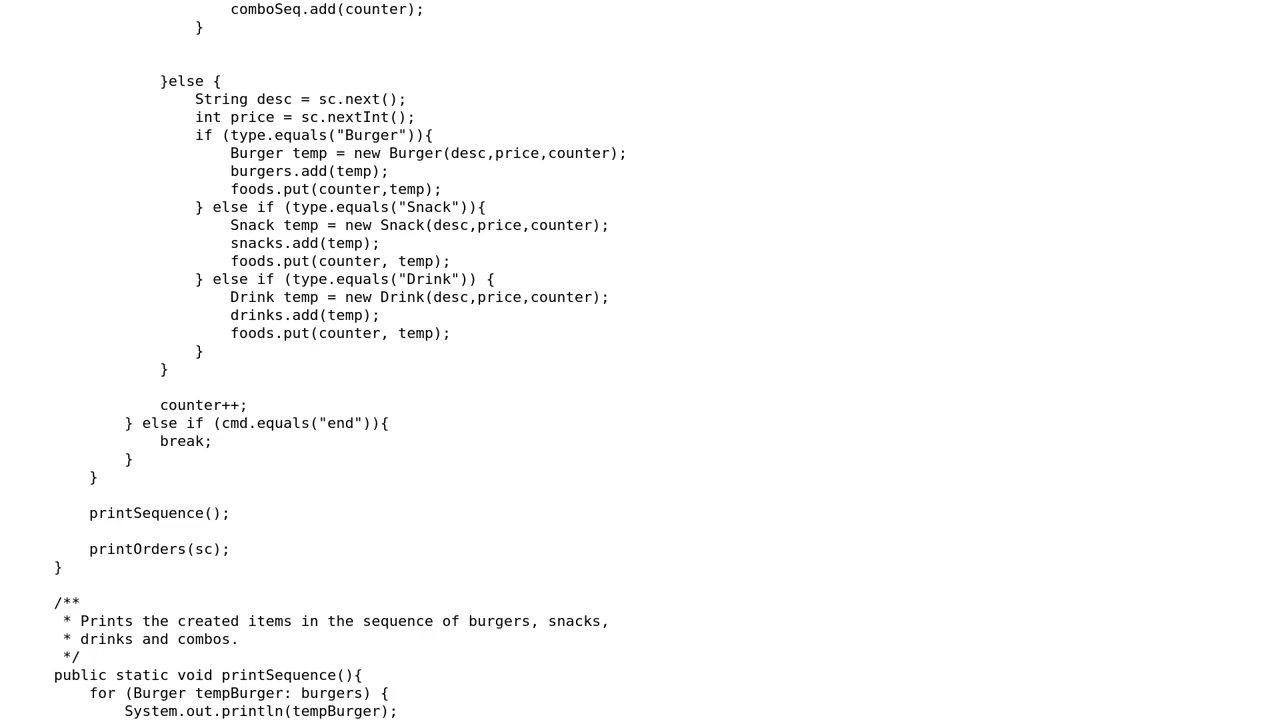 comboSeq.add(counter);
}
}else {
String desc = sc.next();
int price = sc.nextInt();
if (type.equals("Burger")){
Burger temp = new Burger(desc,price,counter);
burgers.add(temp);
foods.put(counter,temp);
} else if (type.equals("Snack")){
Snack temp = new Snack(desc,price,counter);
snacks.add(temp);
foods.put(counter, temp);
} else if (type.equals("Drink")) {
Drink temp = new Drink(desc,price,counter);
drinks.add(temp);
foods.put(counter, temp);
}
}
counter++;
} else if (cmd.equals("end")){
break;
}
}
printSequence();
printOrders(sc);
}
/**
* Prints the created items in the sequence of burgers, snacks,
* drinks and combos.
*/
public static void printSequence(){
for (Burger tempBurger: burgers) {
System.out.println(tempBurger);